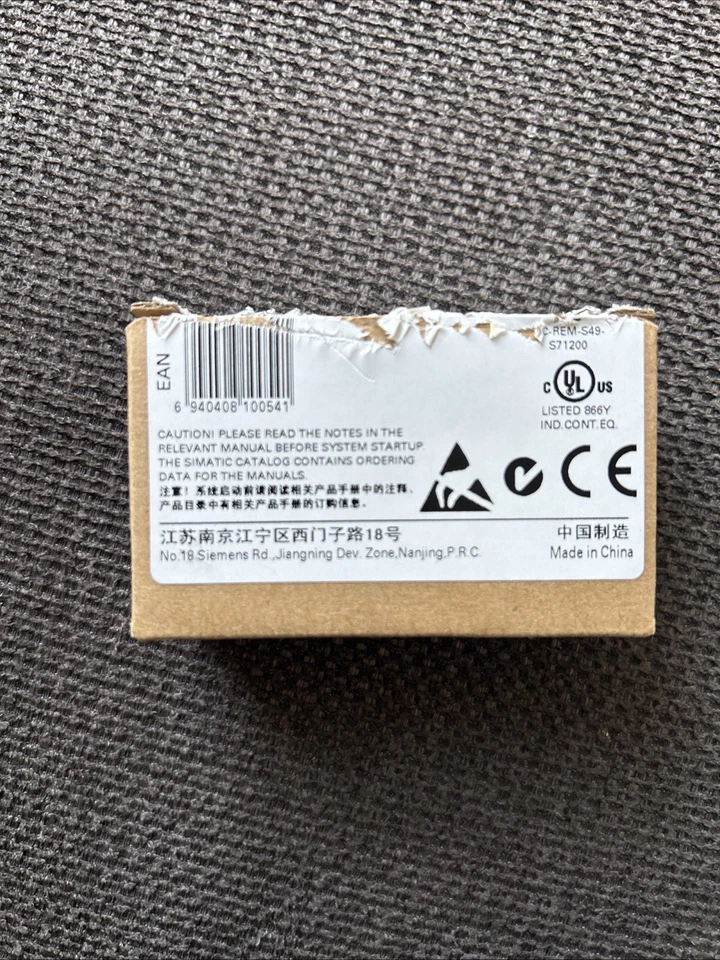 C-REM-S49-
S71200
EAN
6 940408 100541
C UL US
LISTED 866Y
IND.CONT.EQ.
CAUTION! PLEASE READ THE NOTES IN THE
RELEVANT MANUAL BEFORE SYSTEM STARTUP.
THE SIMATIC CATALOG CONTAINS ORDERING
DATA FOR THE MANUALS.
注意！系统启动前请阅读相关产品手册中的注释，
产品目录中有相关产品手册的订购信息。
CE
江苏南京江宁区西门子路18号
No.18 Siemens Rd.,Jiangning Dev. Zone,Nanjing,P.R.C.
中国制造
Made in China